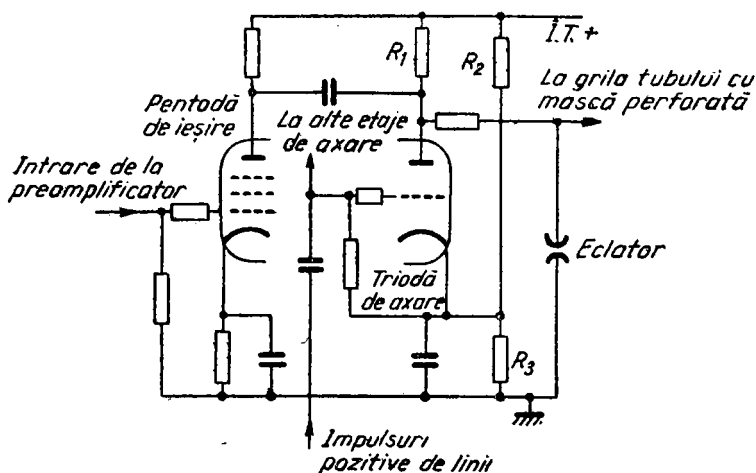 Î.T. +
R1
R2
La grila tubului cu
mască perforată
Pentodă
de ieșire
La alte etaje
de axare
Intrare de la
preamplificator
Eclator
Triodă
de axare
R3
Impulsuri
pozitive de linii